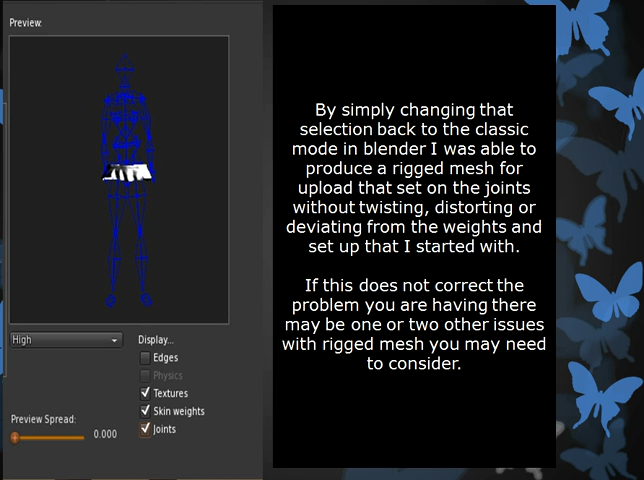 Preview:
High
Display...
Edges
Physics
Textures
Skin weights
Joints
Preview Spread:
0.000
By simply changing that
selection back to the classic
mode in blender I was able to
produce a rigged mesh for
upload that set on the joints
without twisting, distorting or
deviating from the weights and
set up that I started with.
If this does not correct the
problem you are having there
may be one or two other issues
with rigged mesh you may need
to consider.